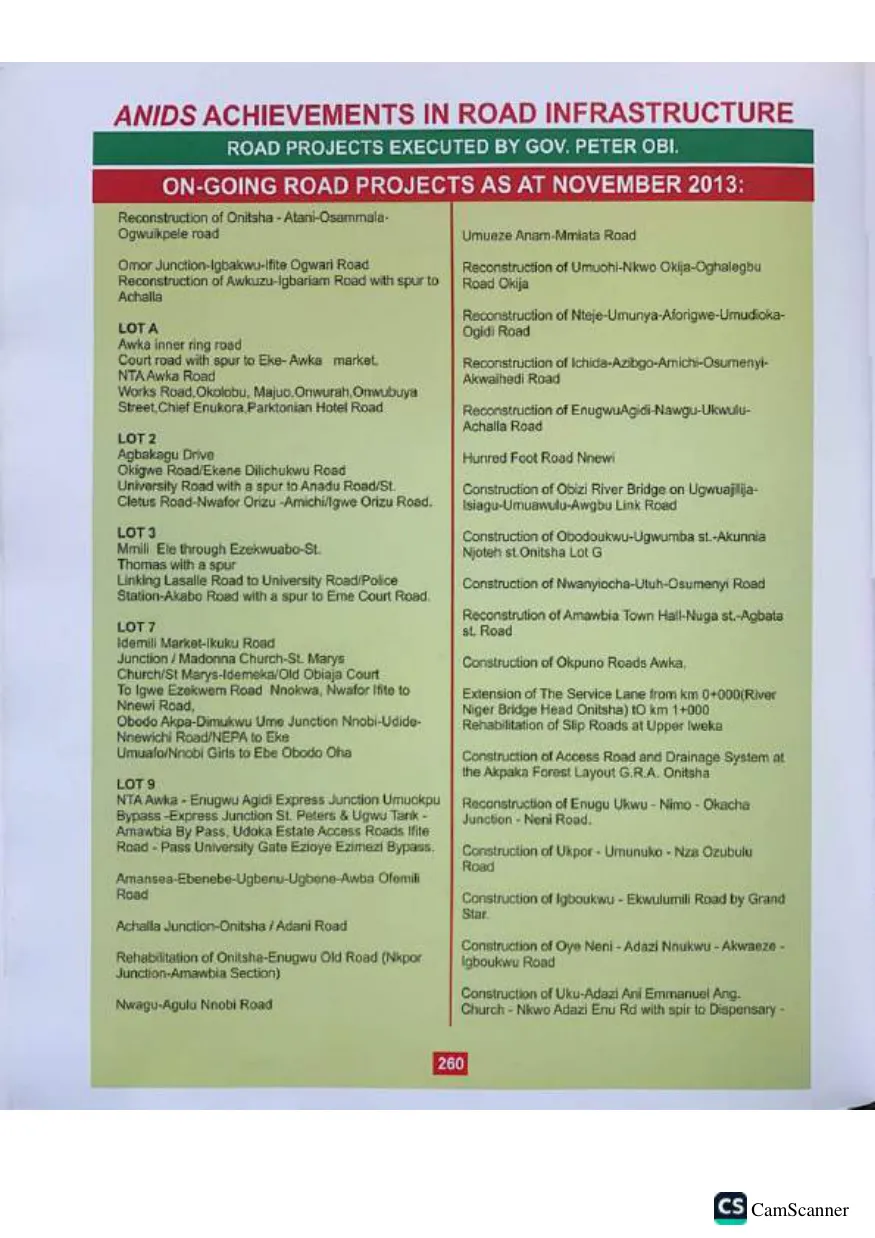 ANIDS ACHIEVEMENTS IN ROAD INFRASTRUCTURE
ROAD PROJECTS EXECUTED BY GOV. PETER OBI.
ON-GOING ROAD PROJECTS AS AT NOVEMBER 2013:
Reconstruction of Onitsha - Atani-Osammala-
Ogwuikpele road
Omor Junction-Igbakwu-Ifite Ogwari Road
Reconstruction of Awkuzu-Igbariam Road with spur to
Achalla
LOT A
Awka inner ring road
Court road with spur to Eke- Awka market.
NTA Awka Road
Works Road,Okolobu, Majuo,Onwurah,Onwubuya
Street,Chief Enukora,Parktonian Hotel Road
LOT 2
Agbakagu Drive
Okigwe Road/Ekene Dilichukwu Road
University Road with a spur to Anadu Road/St.
Cletus Road-Nwafor Orizu -Amichi/Igwe Orizu Road.
LOT 3
Mmili Ele through Ezekwuabo-St.
Thomas with a spur
Linking Lasalle Road to University Road/Police
Station-Akabo Road with a spur to Eme Court Road.
LOT 7
Idemili Market-Ikuku Road
Junction / Madonna Church-St. Marys
Church/St Marys-Idemeka/Old Obiaja Court
To Igwe Ezekwem Road Nnokwa, Nwafor Ifite to
Nnewi Road,
Obodo Akpa-Dimukwu Ume Junction Nnobi-Udide-
Nnewichi Road/NEPA to Eke
Umuafo/Nnobi Girls to Ebe Obodo Oha
LOT 9
NTA Awka - Enugwu Agidi Express Junction Umuokpu
Bypass -Express Junction St. Peters & Ugwu Tank -
Amawbia By Pass, Udoka Estate Access Roads Ifite
Road - Pass University Gate Ezioye Ezimezi Bypass.
Amansea-Ebenebe-Ugbenu-Ugbene-Awba Ofemili
Road
Achalla Junction-Onitsha / Adani Road
Rehabilitation of Onitsha-Enugwu Old Road (Nkpor
Junction-Amawbia Section)
Nwagu-Agulu Nnobi Road
Umueze Anam-Mmiata Road
Reconstruction of Umuohi-Nkwo Okija-Oghalegbu
Road Okija
Reconstruction of Nteje-Umunya-Aforigwe-Umudioka-
Ogidi Road
Reconstruction of Ichida-Azibgo-Amichi-Osumenyi-
Akwaihedi Road
Reconstruction of EnugwuAgidi-Nawgu-Ukwulu-
Achalla Road
Hunred Foot Road Nnewi
Construction of Obizi River Bridge on Ugwuajilija-
Isiagu-Umuawulu-Awgbu Link Road
Construction of Obodoukwu-Ugwumba st.-Akunnia
Njoteh st.Onitsha Lot G
Construction of Nwanyiocha-Utuh-Osumenyi Road
Reconstrution of Amawbia Town Hall-Nuga st.-Agbata
st. Road
Construction of Okpuno Roads Awka.
Extension of The Service Lane from km 0+000(River
Niger Bridge Head Onitsha) tO km 1+000
Rehabilitation of Slip Roads at Upper Iweka
Construction of Access Road and Drainage System at
the Akpaka Forest Layout G.R.A. Onitsha
Reconstruction of Enugu Ukwu - Nimo - Okacha
Junction - Neni Road.
Construction of Ukpor - Umunuko - Nza Ozubulu
Road
Construction of Igboukwu - Ekwulumili Road by Grand
Star.
Construction of Oye Neni - Adazi Nnukwu - Akwaeze -
Igboukwu Road
Construction of Uku-Adazi Ani Emmanuel Ang.
Church - Nkwo Adazi Enu Rd with spir to Dispensary -
260
CS CamScanner